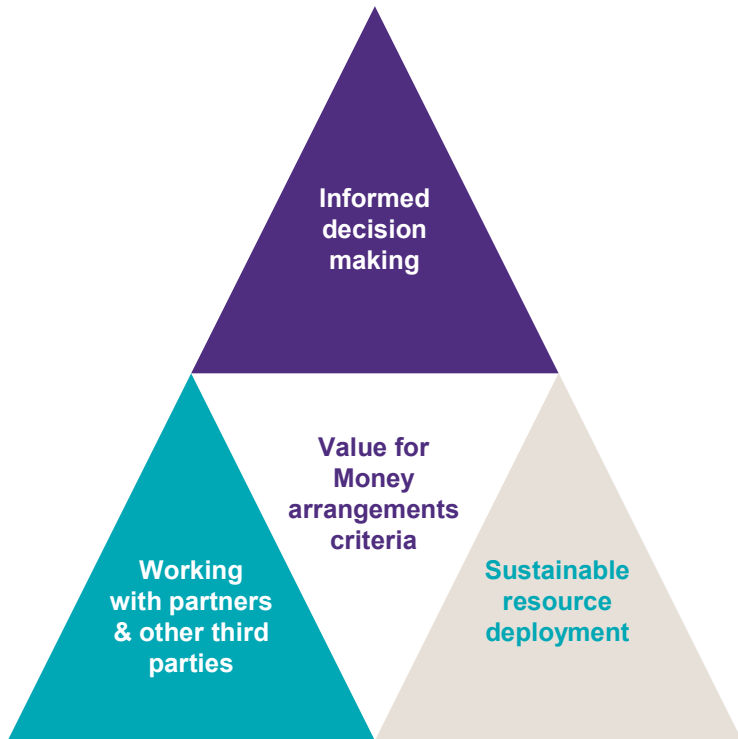 Informed
decision
making
Value for
Money
arrangements
criteria
Working
with partners
& other third
parties
Sustainable
resource
deployment